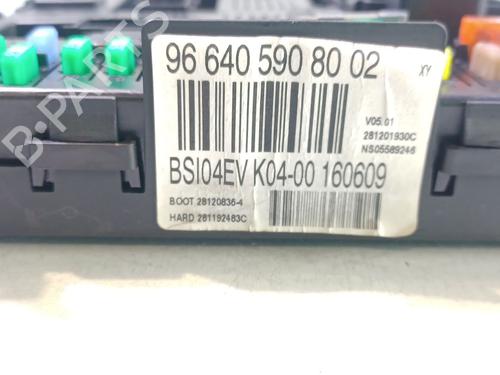 96 640 590 80 02
XY
V05.01
281201930C
NS05589246
BSI04EV K04-00 160609
BOOT 28120836-4
HARD 281192483C